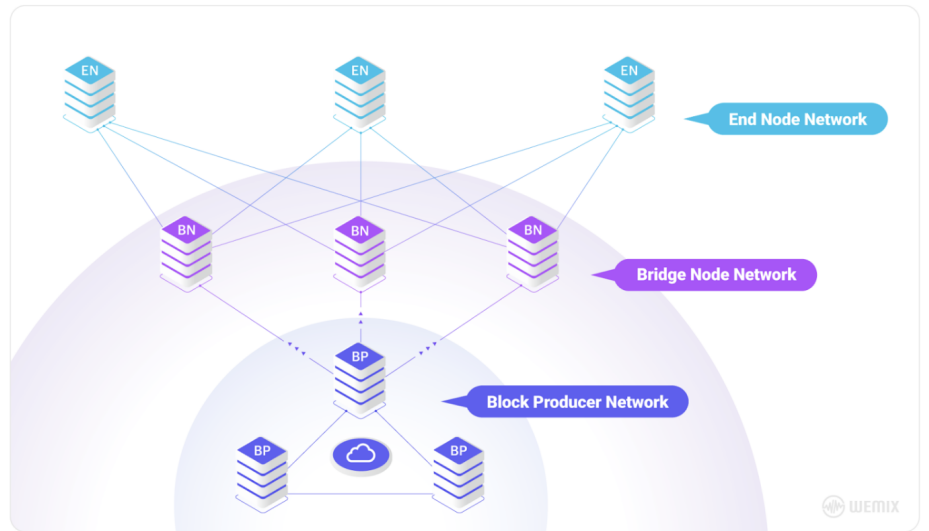 EN
EN
EN
End Node Network
BN
BN
BN
Bridge Node Network
BP
Block Producer Network
BP
BP
WEMIX